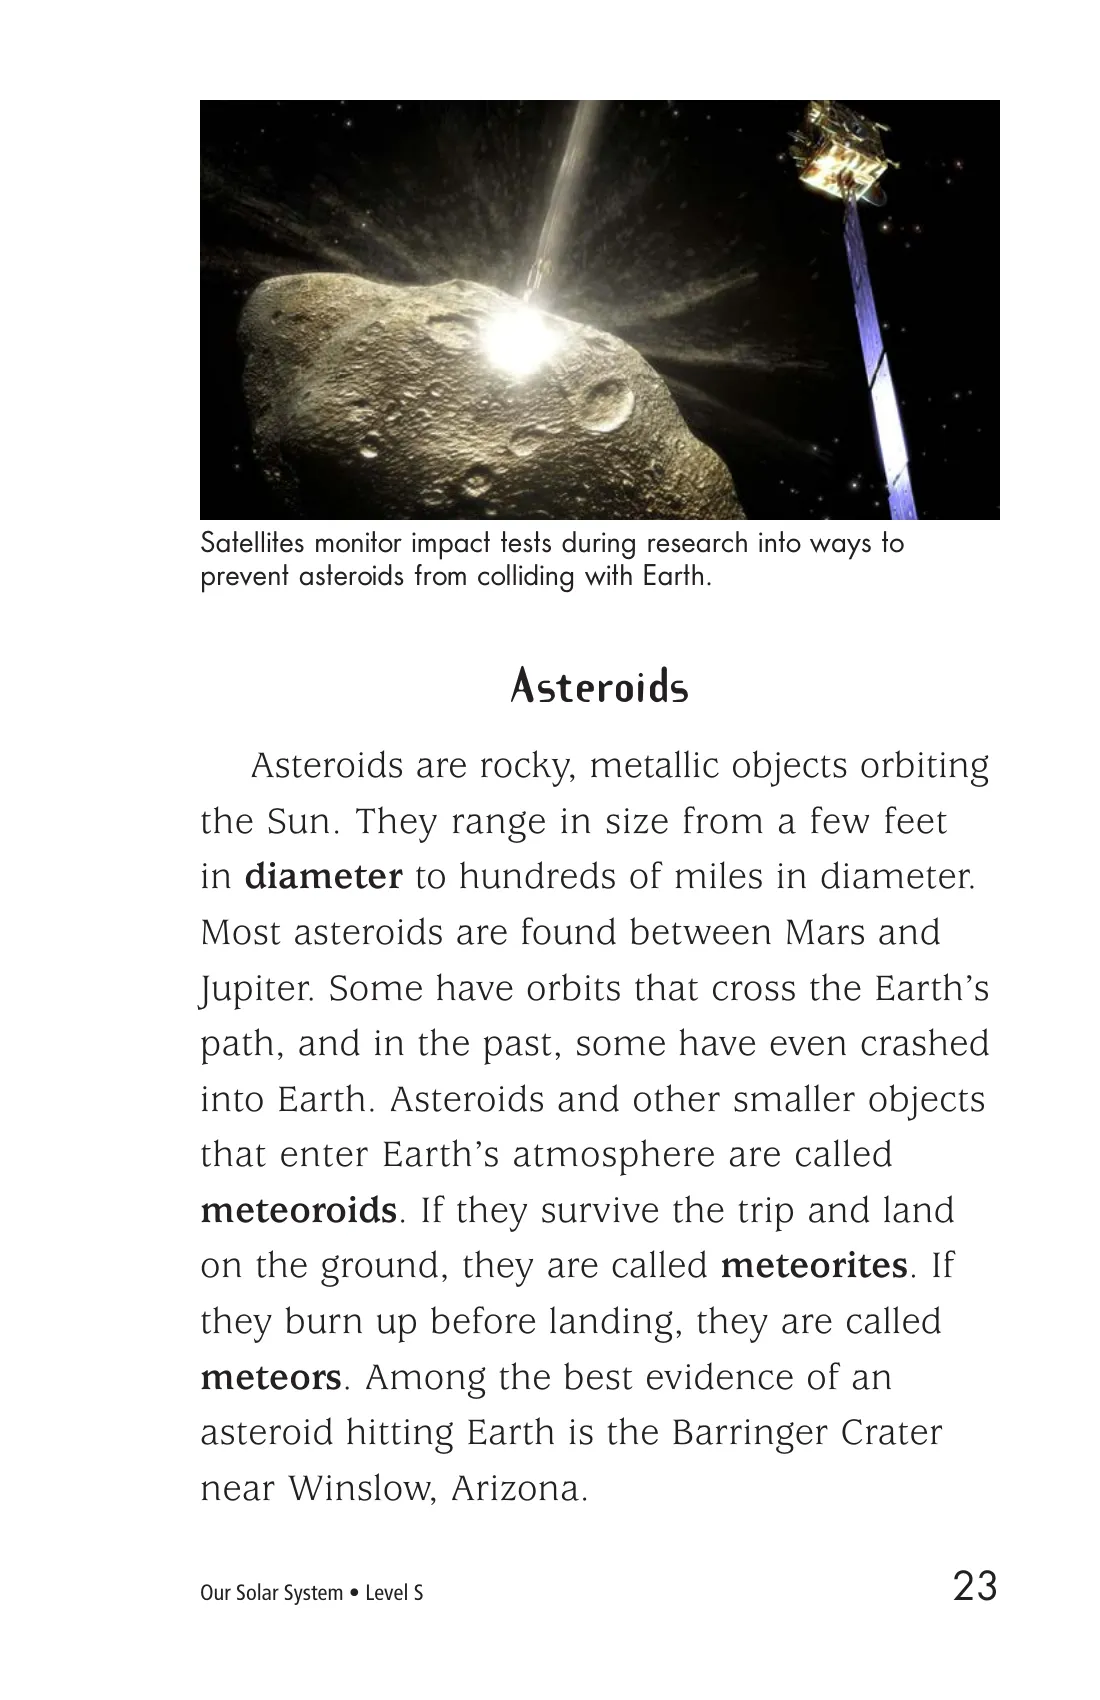 Satellites monitor impact tests during research into ways to
prevent asteroids from colliding with Earth.
Asteroids
Asteroids are rocky, metallic objects orbiting
the Sun. They range in size from a few feet
in diameter to hundreds of miles in diameter.
Most asteroids are found between Mars and
Jupiter. Some have orbits that cross the Earth’s
path, and in the past, some have even crashed
into Earth. Asteroids and other smaller objects
that enter Earth’s atmosphere are called
meteoroids. If they survive the trip and land
on the ground, they are called meteorites. If
they burn up before landing, they are called
meteors. Among the best evidence of an
asteroid hitting Earth is the Barringer Crater
near Winslow, Arizona.
Our Solar System • Level S
23